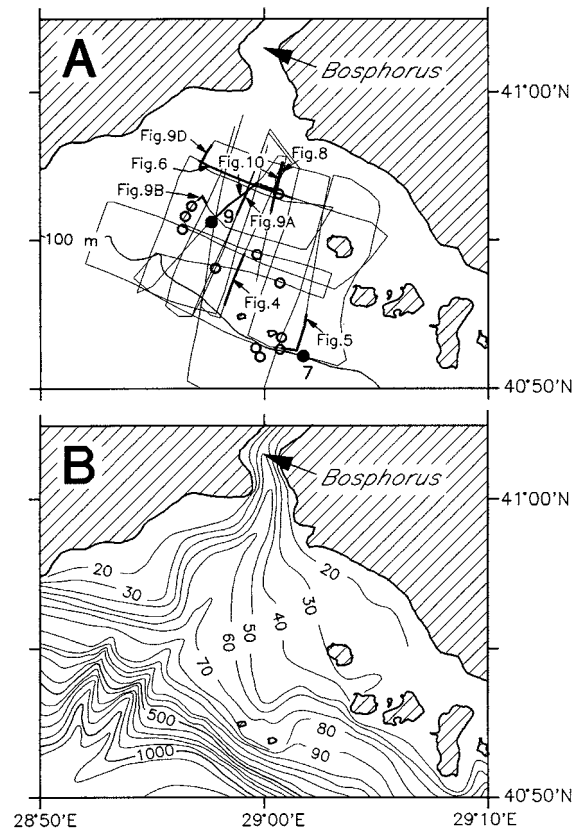 A
Bosphorus
41°00'N
Fig.9D
Fig.6
Fig.10
Fig.8
Fig.9B
9
Fig.9A
100 m
Fig.4
Fig.5
7
40°50'N
B
Bosphorus
41°00'N
20
20
30
30
40
50
60
70
80
500
90
1000
40°50'N
28°50'E
29°00'E
29°10'E